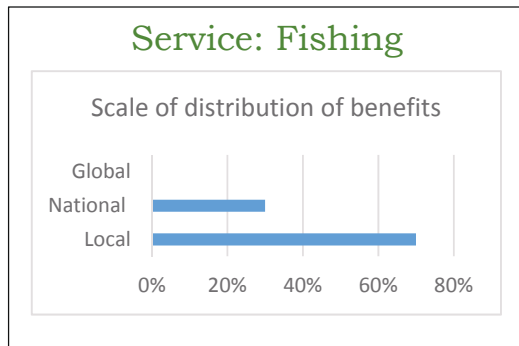 Service: Fishing
Scale of distribution of benefits
Global
National
Local
0% 20% 40% 60% 80%